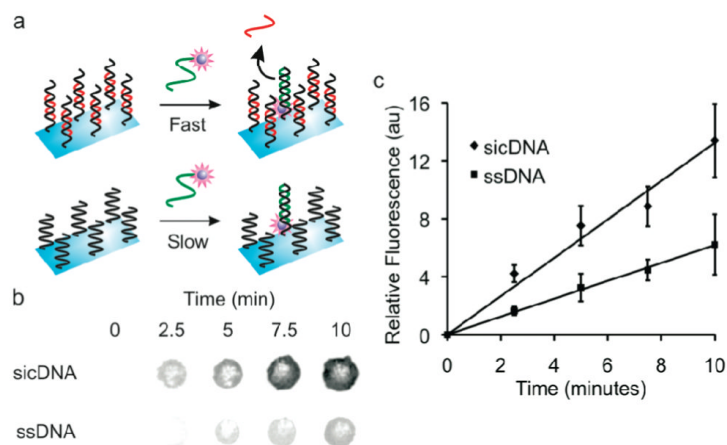 a
Fast
Slow
b
Time (min)
0 2.5 5 7.5 10
sicDNA
ssDNA
c
Relative Fluorescence (au)
16
12
8
4
0
sicDNA
ssDNA
0 2 4 6 8 10
Time (minutes)